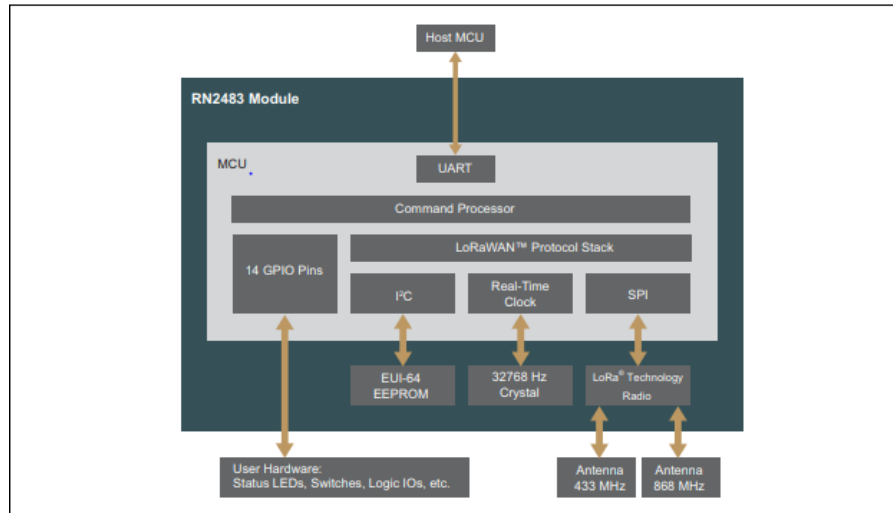 Host MCU
RN2483 Module
MCU
UART
Command Processor
14 GPIO Pins
LoRaWAN™ Protocol Stack
I²C
Real-Time
Clock
SPI
EUI-64
EEPROM
32768 Hz
Crystal
LoRa® Technology
Radio
User Hardware:
Status LEDs, Switches, Logic IOs, etc.
Antenna
433 MHz
Antenna
868 MHz